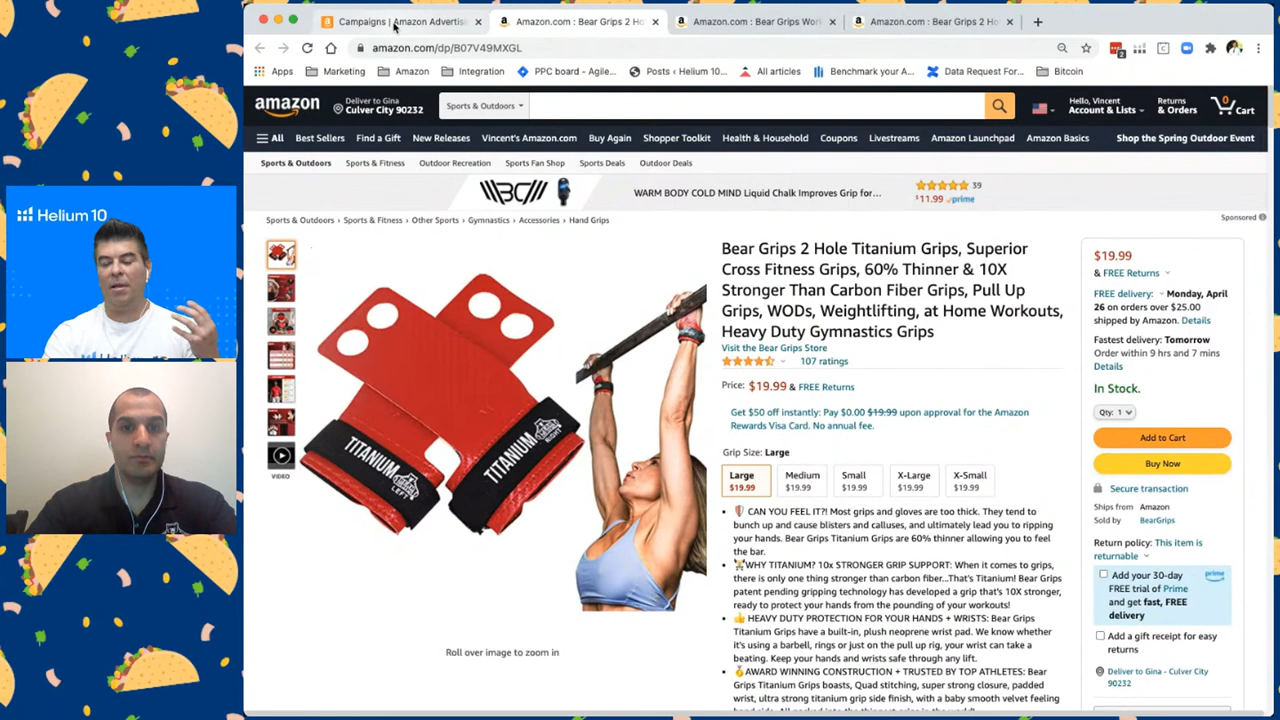 Campaigns | Amazon Advertis
Amazon.com : Bear Grips 2 Ho
Amazon.com : Bear Grips Wor
Amazon.com : Bear Grips 2 Ho
amazon.com/dp/B07V49MXGL
2
Apps
Marketing
Amazon
Integration
PPC board - Agile...
Posts ‹ Helium 10...
All articles
Benchmark your A...
Data Request For...
Bitcoin
amazon
Deliver to Gina
Culver City 90232
Sports & Outdoors
Hello, Vincent
Account & Lists
Returns
& Orders
0
Cart
All
Best Sellers
Find a Gift
New Releases
Vincent's Amazon.com
Buy Again
Shopper Toolkit
Health & Household
Coupons
Livestreams
Amazon Launchpad
Amazon Basics
Shop the Spring Outdoor Event
Sports & Outdoors
Sports & Fitness
Outdoor Recreation
Sports Fan Shop
Sports Deals
Outdoor Deals
WARM BODY COLD MIND Liquid Chalk Improves Grip for...
39
$11.99 prime
Sponsored
Sports & Outdoors › Sports & Fitness › Other Sports › Gymnastics › Accessories › Hand Grips
Helium 10
VIDEO
TITANIUM
LEFT
TITANIUM
RIGHT
Roll over image to zoom in
Bear Grips 2 Hole Titanium Grips, Superior
Cross Fitness Grips, 60% Thinner & 10X
Stronger Than Carbon Fiber Grips, Pull Up
Grips, WODs, Weightlifting, at Home Workouts,
Heavy Duty Gymnastics Grips
Visit the Bear Grips Store
107 ratings
Price: $19.99 & FREE Returns
Get $50 off instantly: Pay $0.00 $19.99 upon approval for the Amazon
Rewards Visa Card. No annual fee.
Grip Size: Large
Large
$19.99
Medium
$19.99
Small
$19.99
X-Large
$19.99
X-Small
$19.99
CAN YOU FEEL IT?! Most grips and gloves are too thick. They tend to
bunch up and cause blisters and calluses, and ultimately lead you to ripping
your hands. Bear Grips Titanium Grips are 60% thinner allowing you to feel
the bar.
WHY TITANIUM? 10x STRONGER GRIP SUPPORT: When it comes to grips,
there is only one thing stronger than carbon fiber...That's Titanium! Bear Grips
patent pending gripping technology has developed a grip that's 10X stronger,
ready to protect your hands from the pounding of your workouts!
HEAVY DUTY PROTECTION FOR YOUR HANDS + WRISTS: Bear Grips
Titanium Grips have a built-in, plush neoprene wrist pad. We know whether
it's using a barbell, rings or just on the pull up rig, your wrist can take a
beating. Keep your hands and wrists safe through any lift.
AWARD WINNING CONSTRUCTION + TRUSTED BY TOP ATHLETES: Bear
Grips Titanium Grips boasts, Quad stitching, super strong closure, padded
wrist, ultra strong titanium grip side finish, with a baby smooth velvet feeling
$19.99
& FREE Returns
FREE delivery: Monday, April
26 on orders over $25.00
shipped by Amazon. Details
Fastest delivery: Tomorrow
Order within 9 hrs and 7 mins
Details
In Stock.
Qty: 1
Add to Cart
Buy Now
Secure transaction
Ships from Amazon
Sold by BearGrips
Return policy: This item is
returnable
Add your 30-day
FREE trial of Prime
and get fast, FREE
delivery
prime
Add a gift receipt for easy
returns
Deliver to Gina - Culver City
90232